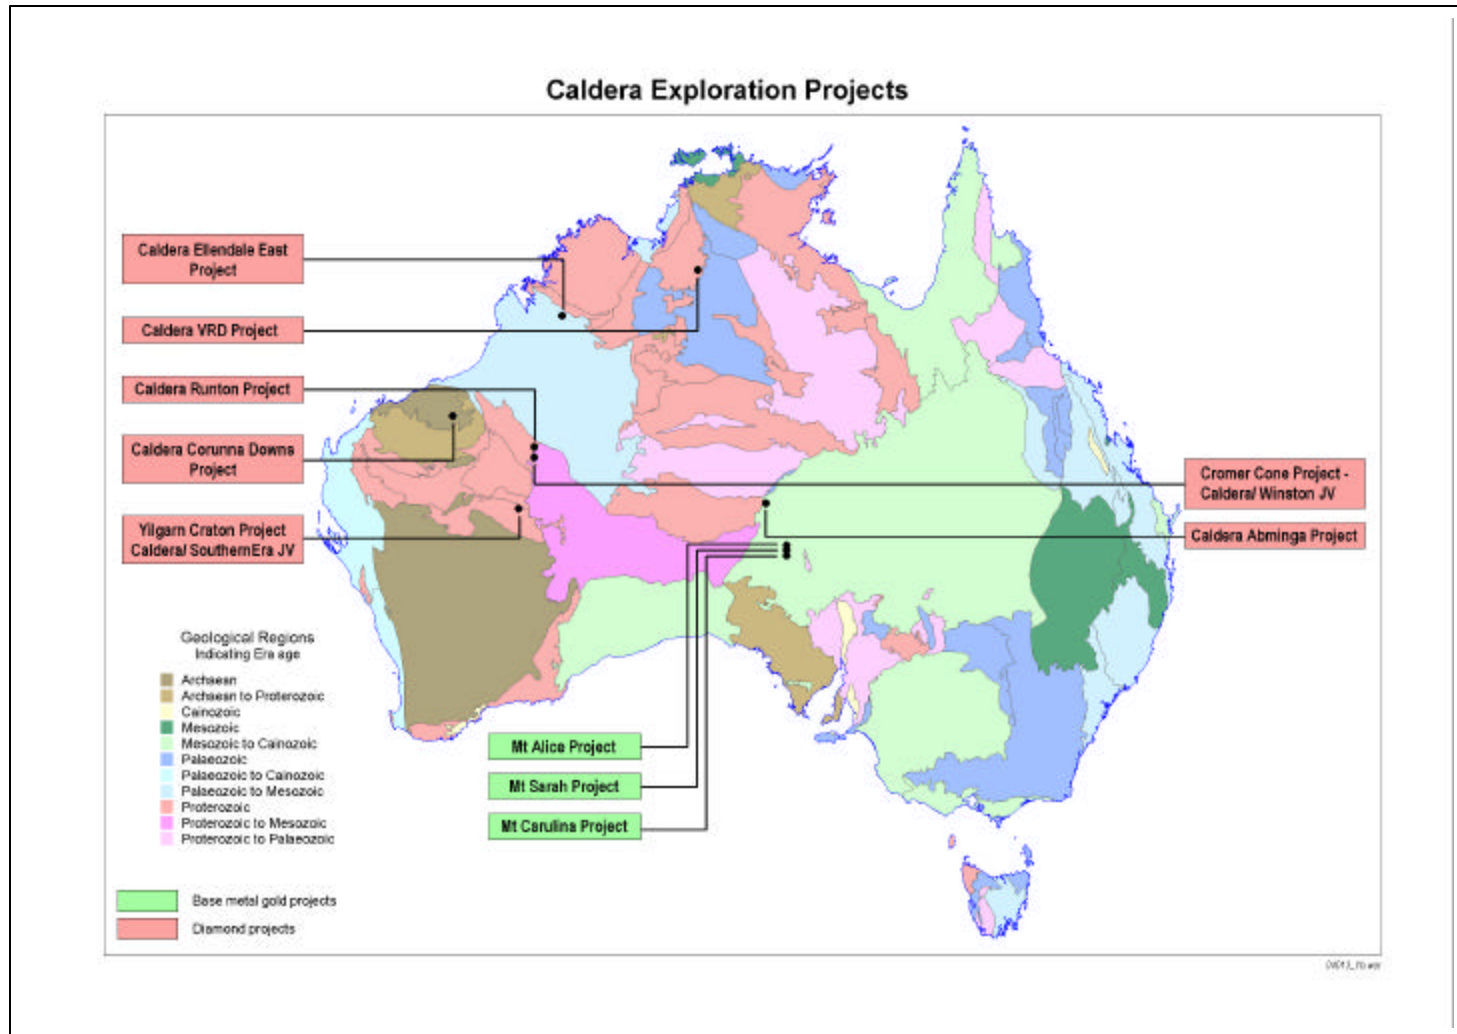 Caldera Exploration Projects
Caldera Ellendale East
Project
Caldera VRD Project
Caldera Runton Project
Caldera Corunna Downs
Project
Yilgarn Craton Project
Caldera/ SouthernEra JV
Cromer Cone Project -
Caldera/ Winston JV
Caldera Abminga Project
Geological Regions
Indicating Era age
Archaean
Archaean to Proterozoic
Cainozoic
Mesozoic
Mesozoic to Cainozoic
Palaeozoic
Palaeozoic to Cainozoic
Palaeozoic to Mesozoic
Proterozoic
Proterozoic to Mesozoic
Proterozoic to Palaeozoic
Mt Alice Project
Mt Sarah Project
Mt Carulina Project
Base metal gold projects
Diamond projects